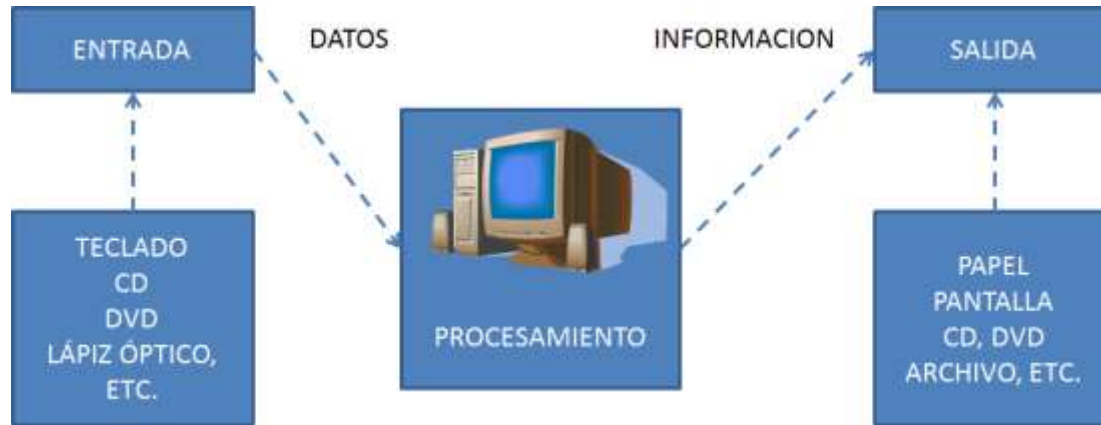 ENTRADA
DATOS
INFORMACION
SALIDA
TECLADO
CD
DVD
LÁPIZ ÓPTICO,
ETC.
PROCESAMIENTO
PAPEL
PANTALLA
CD, DVD
ARCHIVO, ETC.